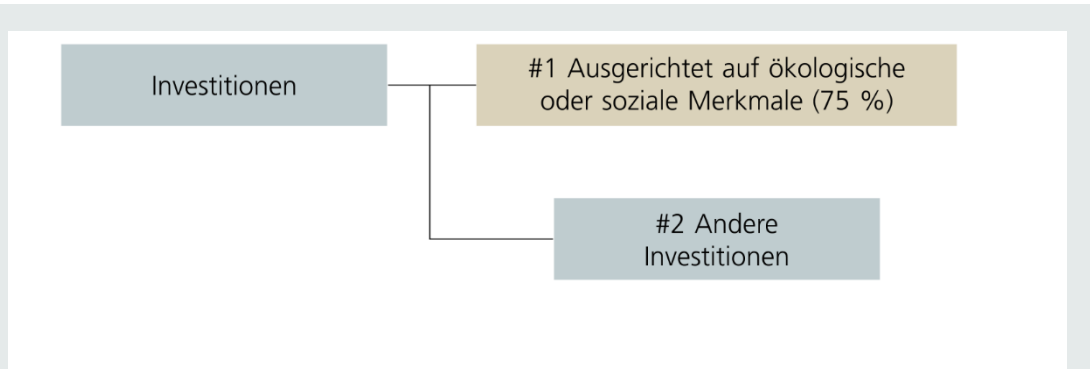 Investitionen
#1 Ausgerichtet auf ökologische
oder soziale Merkmale (75 %)
#2 Andere
Investitionen